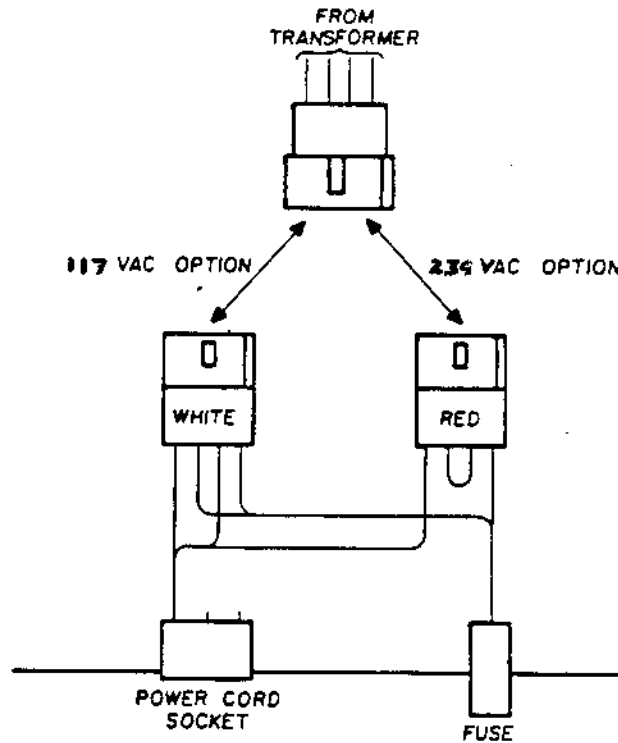 FROM
TRANSFORMER
117 VAC OPTION
234 VAC OPTION
WHITE
RED
POWER CORD
SOCKET
FUSE